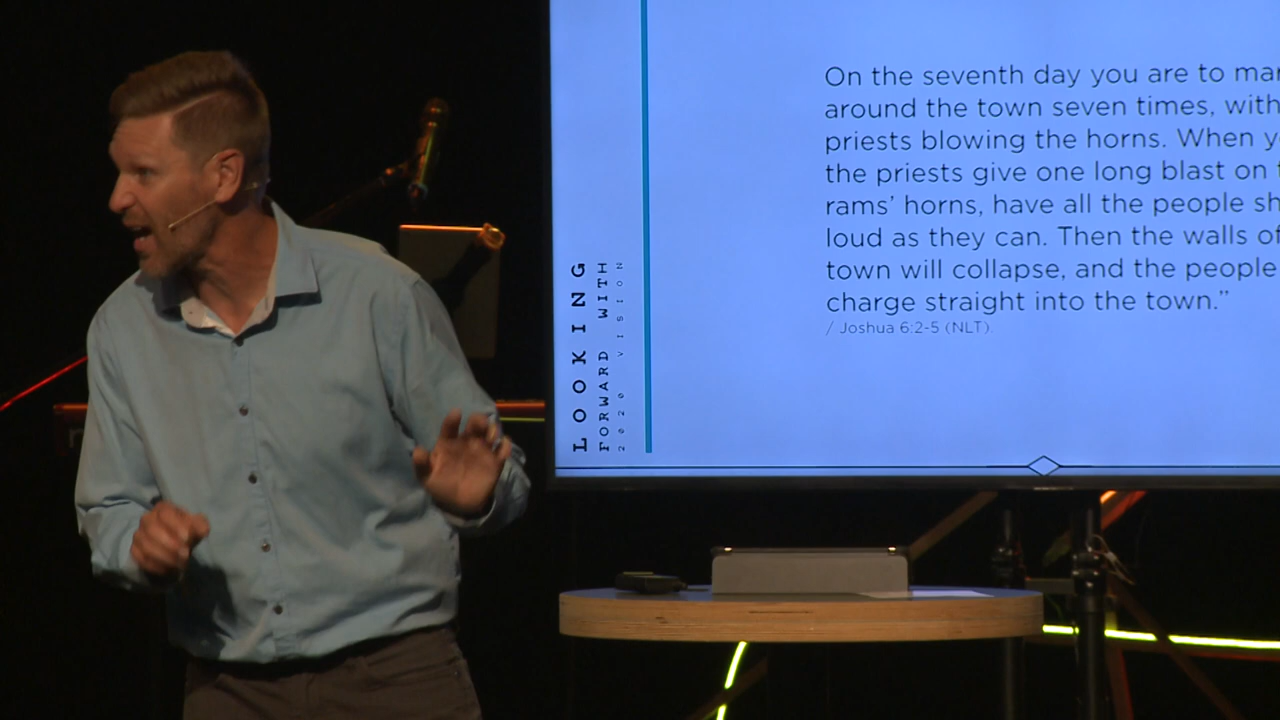 On the seventh day you are to
around the town seven times, with
priests blowing the horns. When
the priests give one long blast on
rams' horns, have all the people
loud as they can. Then the walls of
town will collapse, and the people
charge straight into the town.”
/ Joshua 6:2-5 (NLT)
LOOKING
FORWARD WITH
2020 VISION